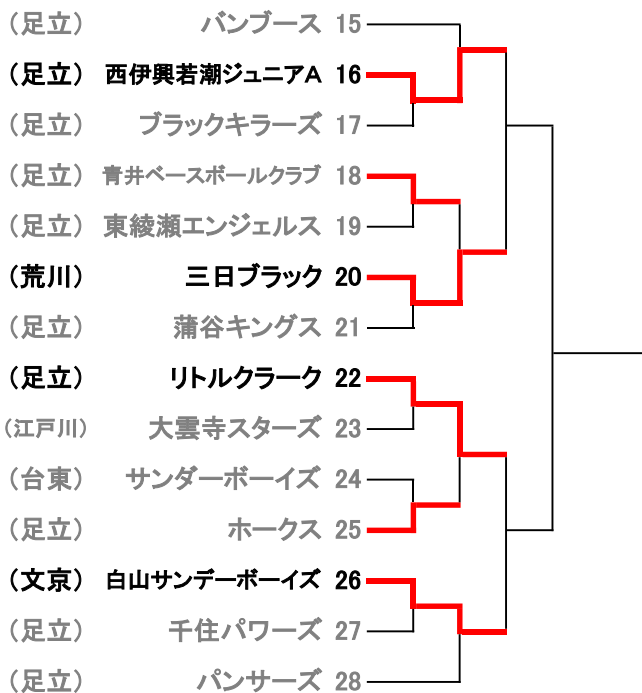 （足立） バンブース 15
（足立） 西伊興若潮ジュニアA 16
（足立） ブラックキラーズ 17
（足立） 青井ベースボールクラブ 18
（足立） 東綾瀬エンジェルス 19
（荒川） 三日ブラック 20
（足立） 蒲谷キングス 21
（足立） リトルクラーク 22
（江戸川） 大雲寺スターズ 23
（台東） サンダーボーイズ 24
（足立） ホークス 25
（文京） 白山サンデーボーイズ 26
（足立） 千住パワーズ 27
（足立） パンサーズ 28